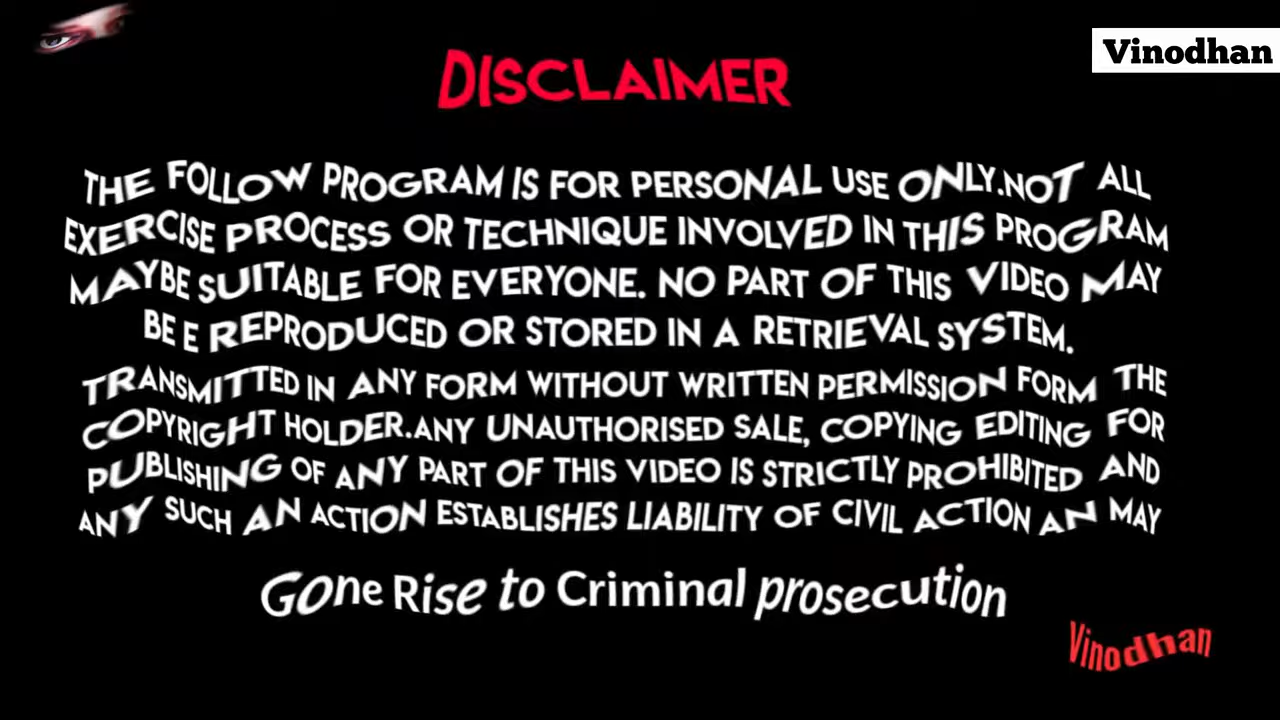 Vinodhan
DISCLAIMER
THE FOLLOW PROGRAM IS FOR PERSONAL USE ONLY.NOT ALL
EXERCISE PROCESS OR TECHNIQUE INVOLVED IN THIS PROGRAM
MAYBE SUITABLE FOR EVERYONE. NO PART OF THIS VIDEO MAY
BE E REPRODUCED OR STORED IN A RETRIEVAL SYSTEM.
TRANSMITTED IN ANY FORM WITHOUT WRITTEN PERMISSION FORM THE
COPYRIGHT HOLDER.ANY UNAUTHORISED SALE, COPYING EDITING FOR
PUBLISHING OF ANY PART OF THIS VIDEO IS STRICTLY PROHIBITED AND
ANY SUCH AN ACTION ESTABLISHES LIABILITY OF CIVIL ACTION AN MAY
Gone Rise to Criminal prosecution
Vinodhan